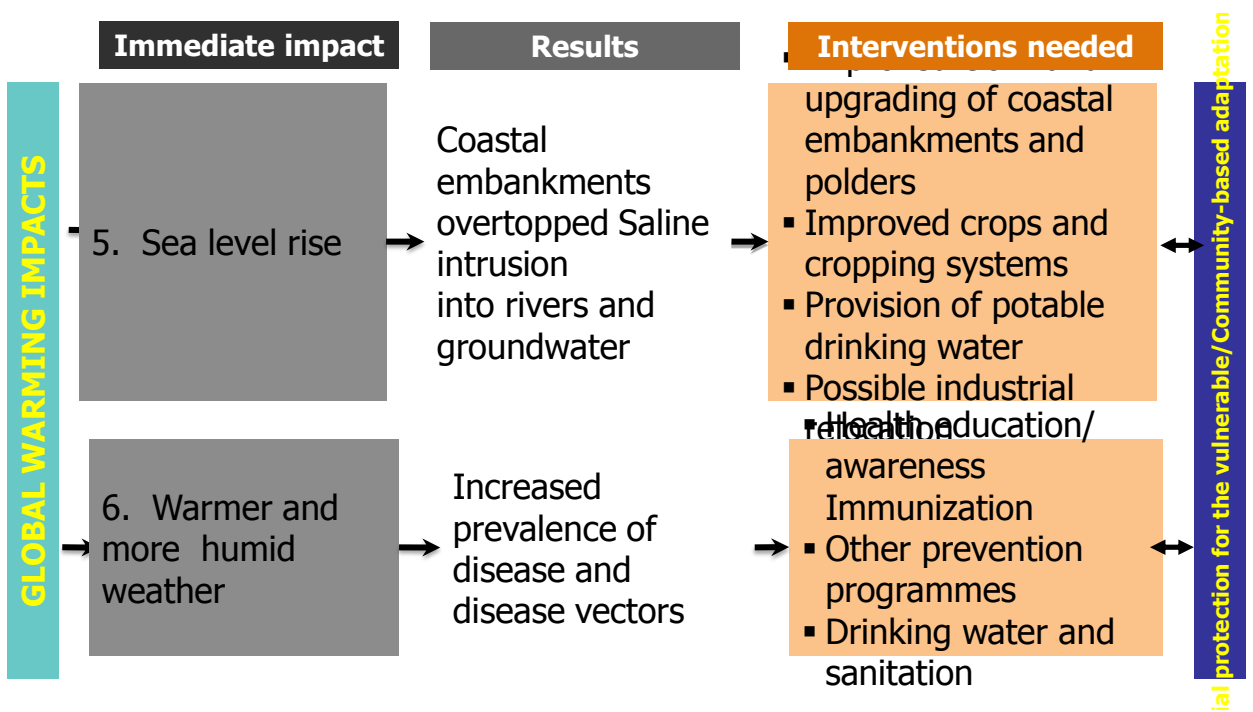 Immediate impact
Results
Interventions needed
GLOBAL WARMING IMPACTS
5. Sea level rise
Coastal
embankments
overtopped Saline
intrusion
into rivers and
groundwater
▪
upgrading of coastal
embankments and
polders
▪ Improved crops and
cropping systems
▪ Provision of potable
drinking water
▪ Possible industrial
relocation
6. Warmer and
more humid
weather
Increased
prevalence of
disease and
disease vectors
▪ Health education/
awareness
Immunization
▪ Other prevention
programmes
▪ Drinking water and
sanitation
protection for the vulnerable/Community-based adaptation